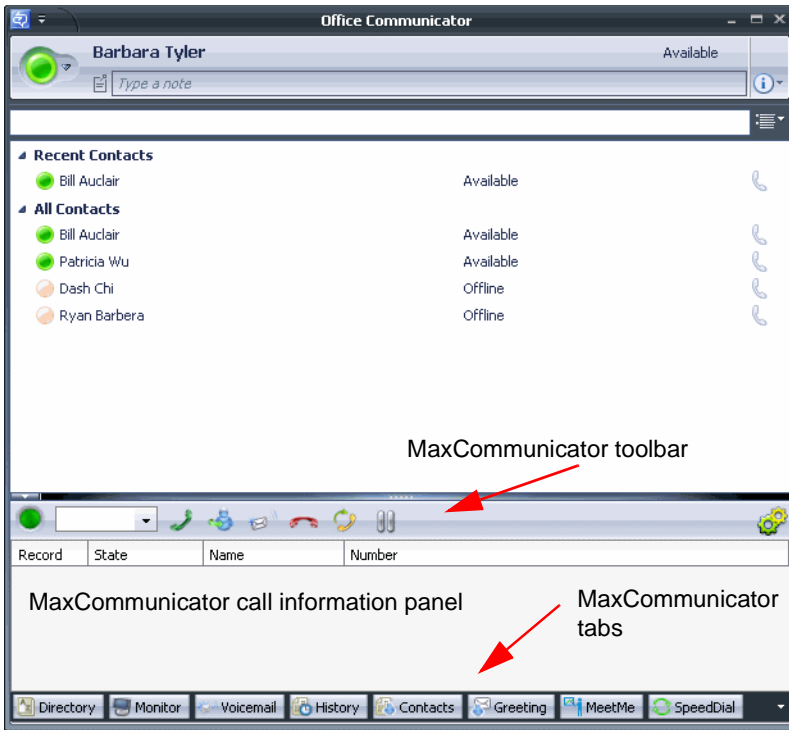 Office Communicator
Barbara Tyler Available
Type a note
Recent Contacts
Bill Auclair Available
All Contacts
Bill Auclair Available
Patricia Wu Available
Dash Chi Offline
Ryan Barbera Offline
MaxCommunicator toolbar
Record State Name Number
MaxCommunicator call information panel
MaxCommunicator
tabs
Directory Monitor Voicemail History Contacts Greeting MeetMe SpeedDial